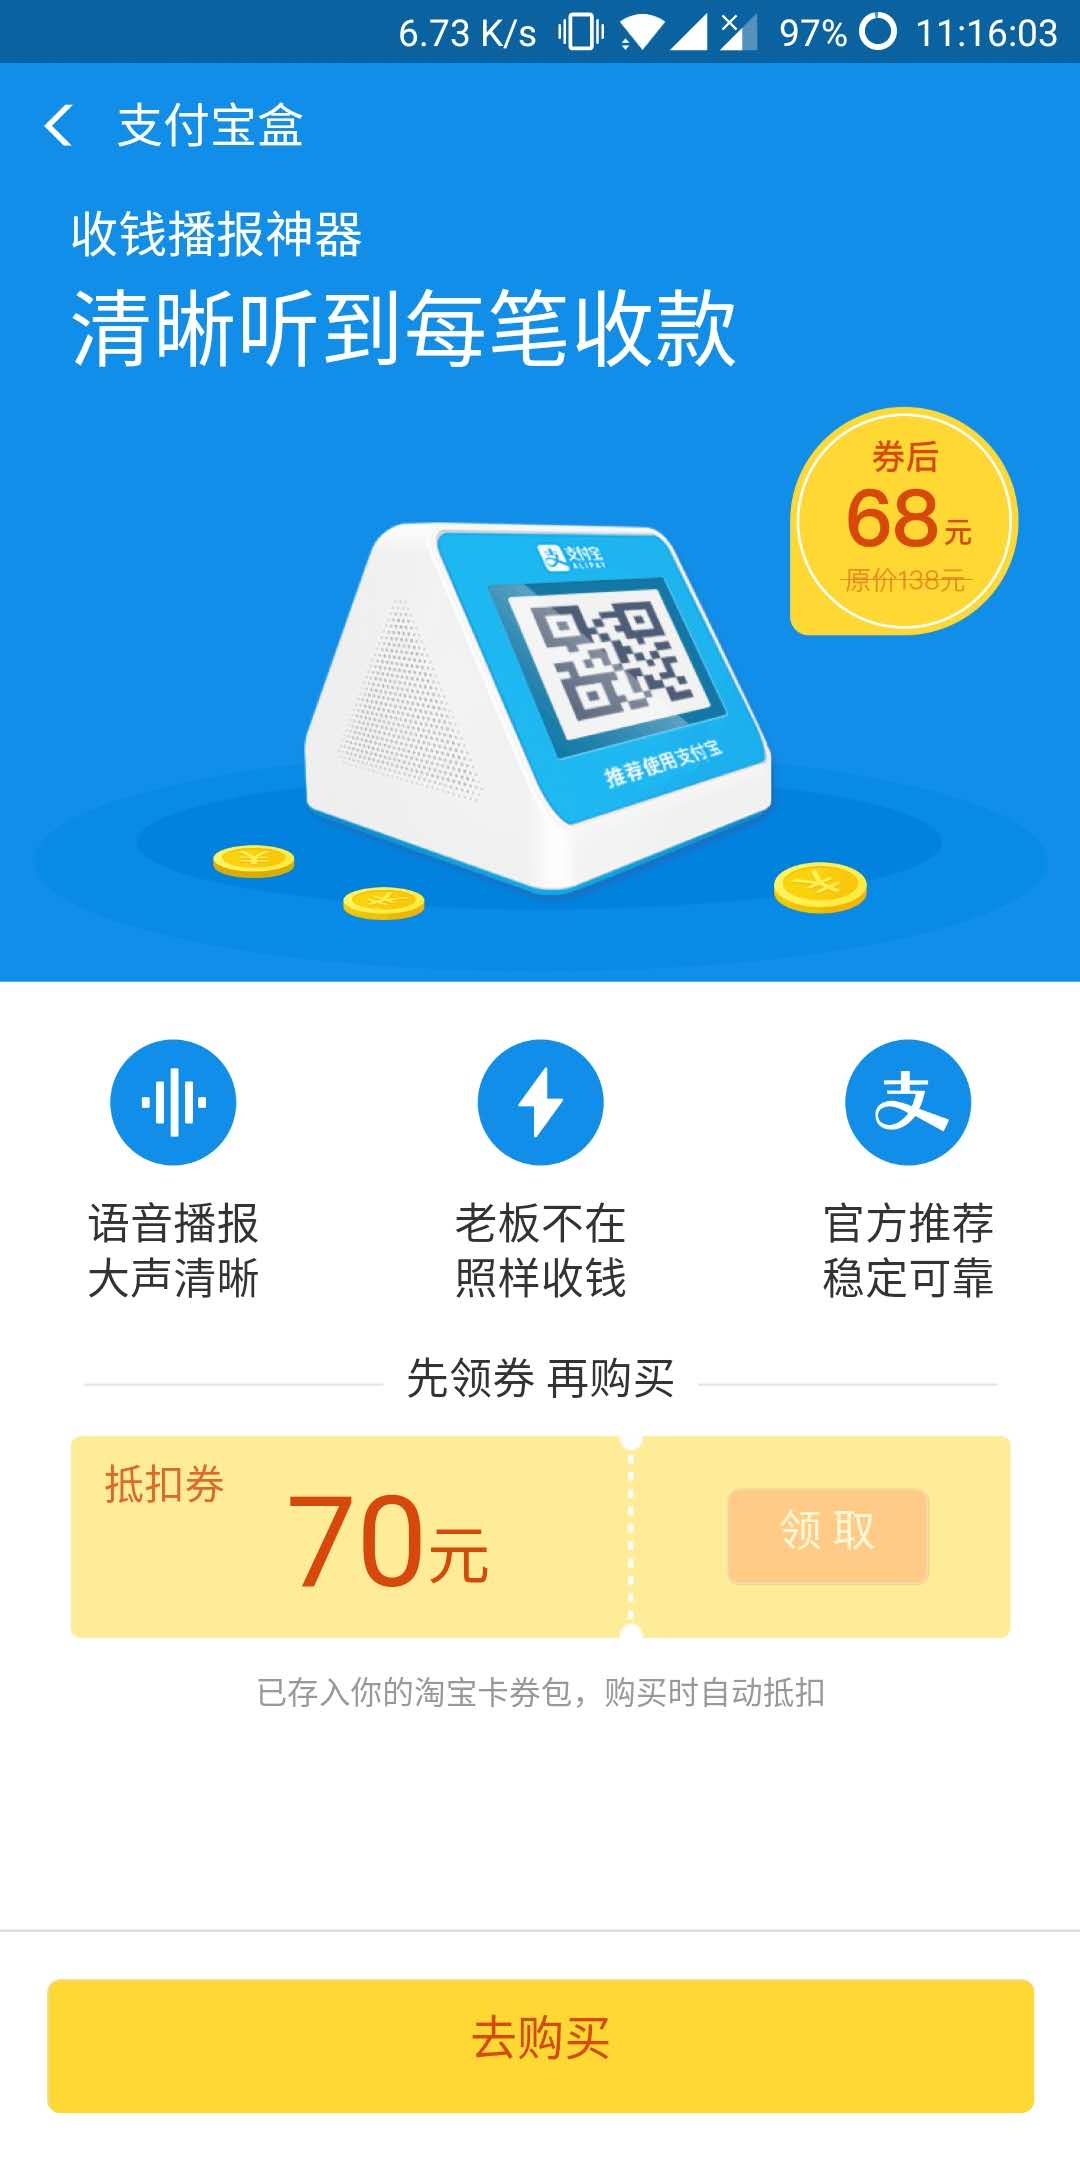 6.73 K/s 97% 11:16:03
支付宝盒
收钱播报神器
清晰听到每笔收款
券后
68元
原价138元
支付宝
ALIPAY
推荐使用支付宝
语音播报
大声清晰
老板不在
照样收钱
支
官方推荐
稳定可靠
先领券 再购买
抵扣券
70元
领取
已存入你的淘宝卡券包，购买时自动抵扣
去购买